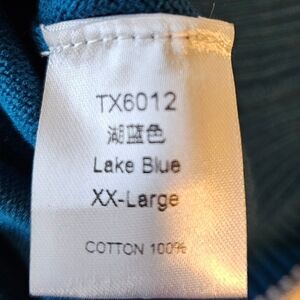 TX6012
湖蓝色
Lake Blue
XX-Large
COTTON 100%